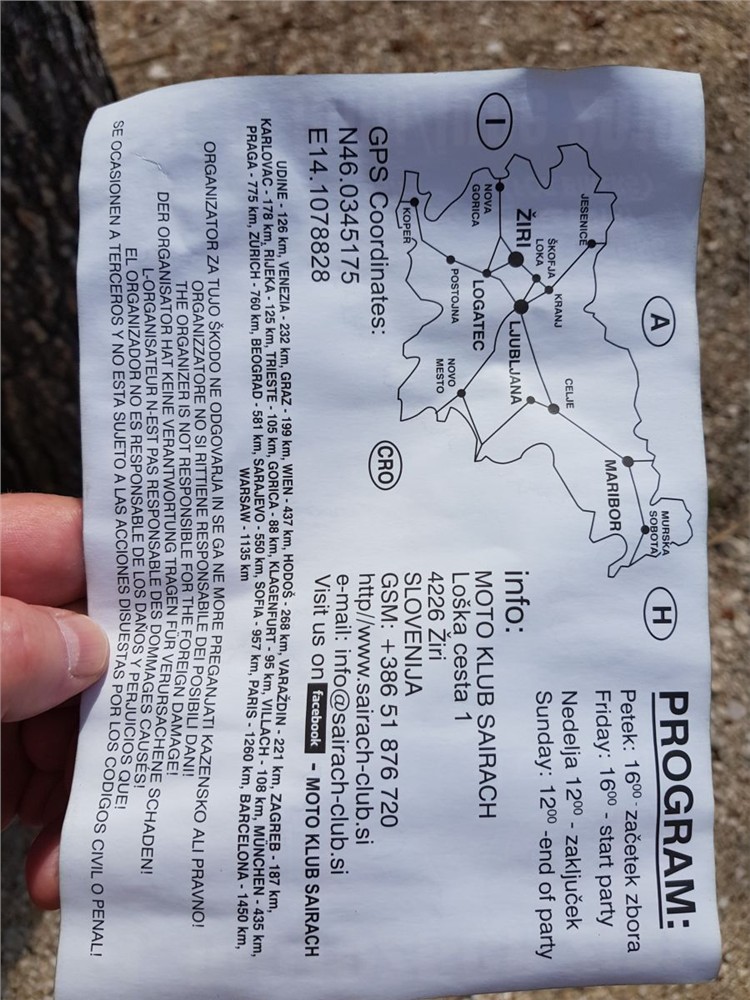 PROGRAM:
Petek: 16⁰⁰ - začetek zbora
Friday: 16⁰⁰ - start party
Nedelja 12⁰⁰ - zaključek
Sunday: 12⁰⁰ -end of party
A
H
I
CRO
JESENICE
KRANJ
ŠKOFJA
LOKA
ŽIRI
NOVA
GORICA
LJUBLJANA
LOGATEC
POSTOJNA
KOPER
NOVO
MESTO
CELJE
MARIBOR
MURSKA
SOBOTA
GPS Coordinates:
N46.0345175
E14.1078828
info:
MOTO KLUB SAIRACH
Loška cesta 1
4226 Žiri
SLOVENIJA
GSM: +386 51 876 720
http//www.sairach-club.si
e-mail: info@sairach-club.si
Visit us on facebook - MOTO KLUB SAIRACH
UDINE - 126 km, VENEZIA - 232 km, GRAZ - 199 km, WIEN - 437 km, HODOŠ - 268 km, VARAŽDIN - 221 km, ZAGREB - 187 km,
KARLOVAC - 178 km, RIJEKA - 125 km, TRIESTE - 105 km, GORICA - 88 km, KLAGENFURT - 95 km, VILLACH - 108 km, MÜNCHEN - 435 km,
PRAGA - 775 km, ZÜRICH - 760 km, BEOGRAD - 581 km, SARAJEVO - 550 km, SOFIA - 957 km, PARIS - 1260 km, BARCELONA - 1450 km,
WARSAW - 1135 km
ORGANIZATOR ZA TUJO ŠKODO NE ODGOVARJA IN SE GA NE MORE PREGANJATI KAZENSKO ALI PRAVNO!
ORGANIZZATORE NO SI RITTIENE RESPONSABILE DEI POSIBILI DANI!
THE ORGANIZER IS NOT RESPONSIBLE FOR THE FOREIGN DAMAGE!
DER ORGANISATOR HAT KEINE VERANTWORTUNG TRAGEN FÜR VERURSACHENE SCHADEN!
L-ORGANISATEUR N-EST PAS RESPONSABLE DES DOMMAGES CAUSÉS!
EL ORGANIZADOR NO ES RESPONSABLE DE LOS DAÑOS Y PERJUICIOS QUE!
SE OCASIONEN A TERCEROS Y NO ESTA SUJETO A LAS ACCIONES DISUESTAS POR LOS CODIGOS CIVIL O PENAL!